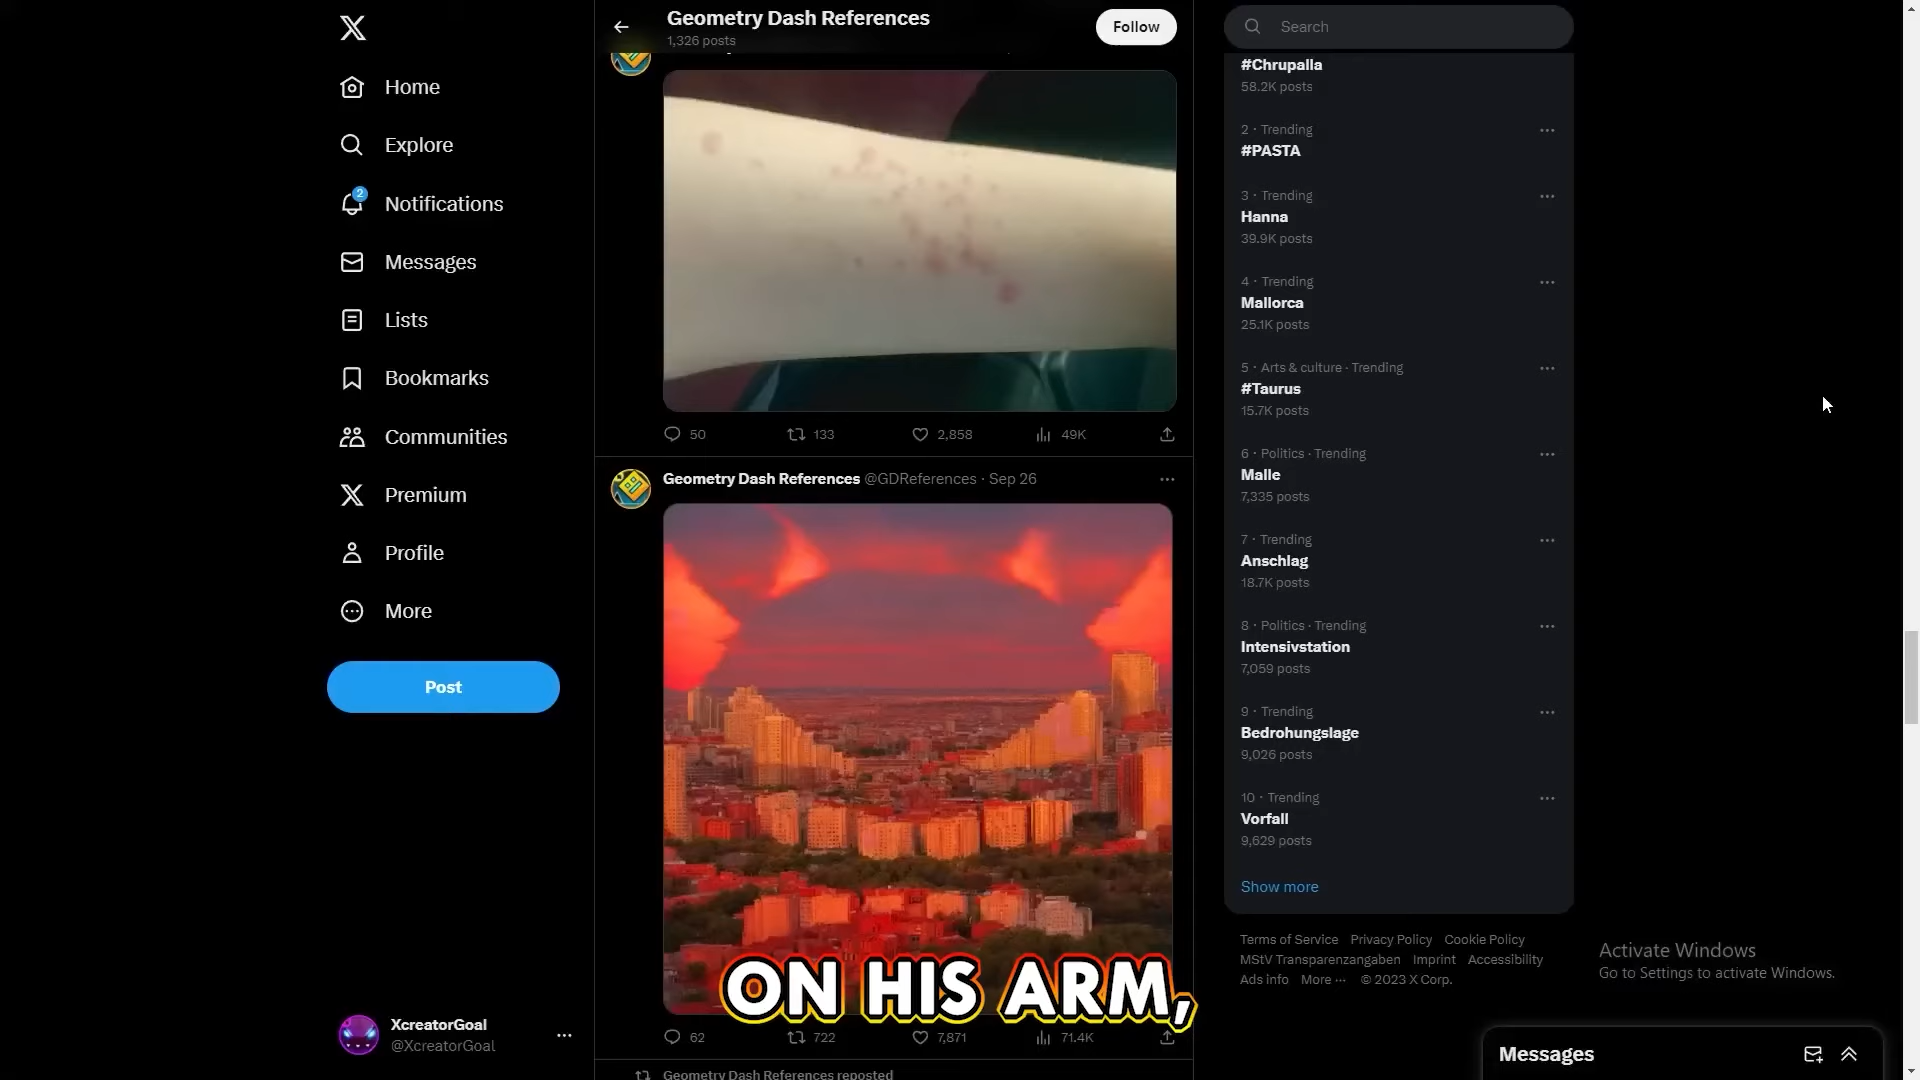 Home
Explore
2
Notifications
Messages
Lists
Bookmarks
Communities
Premium
Profile
More
Post
XcreatorGoal
@XcreatorGoal
Geometry Dash References
1,326 posts
Follow
50
133
2,858
49K
Geometry Dash References @GDReferences · Sep 26
ON HIS ARM,
62
722
7,871
71.4K
Geometry Dash References reposted
Search
#Chrupalla
58.2K posts
2 · Trending
#PASTA
3 · Trending
Hanna
39.9K posts
4 · Trending
Mallorca
25.1K posts
5 · Arts & culture · Trending
#Taurus
15.7K posts
6 · Politics · Trending
Malle
7,335 posts
7 · Trending
Anschlag
18.7K posts
8 · Politics · Trending
Intensivstation
7,059 posts
9 · Trending
Bedrohungslage
9,026 posts
10 · Trending
Vorfall
9,629 posts
Show more
Terms of Service Privacy Policy Cookie Policy
MStV Transparenzangaben Imprint Accessibility
Ads info More ··· © 2023 X Corp.
Activate Windows
Go to Settings to activate Windows.
Messages